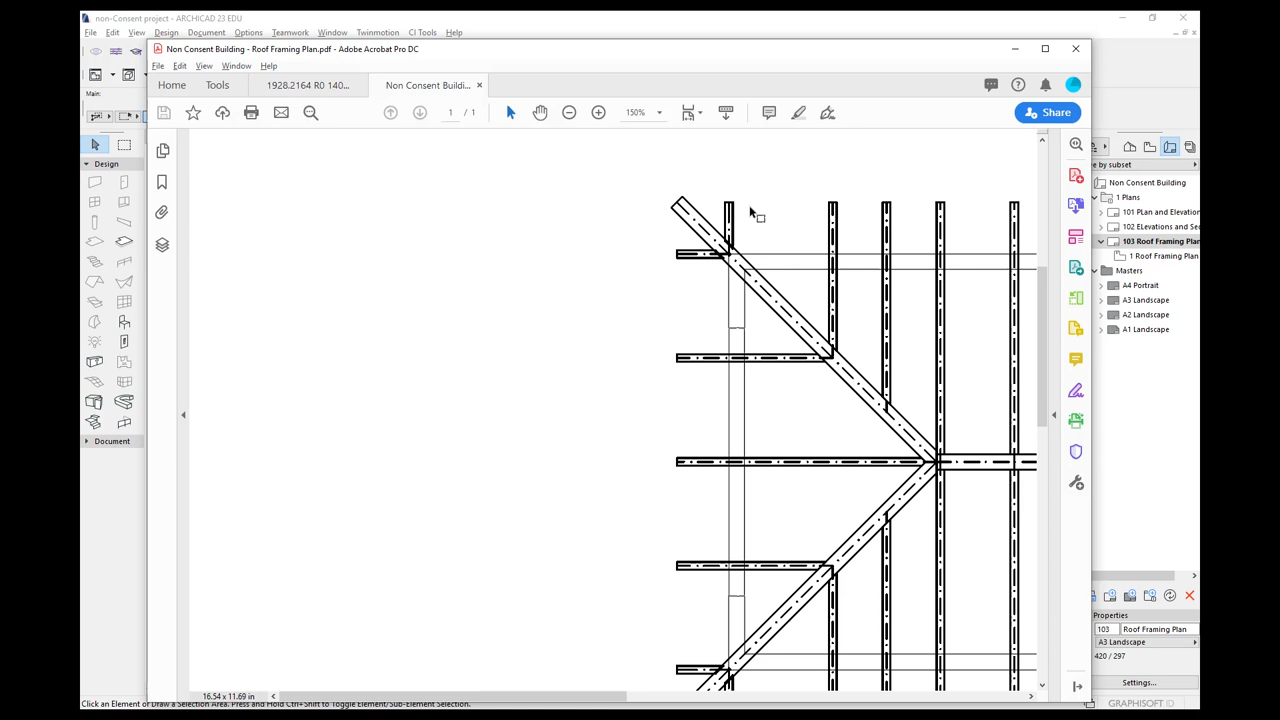 non-Consent project - ARCHICAD 23 EDU
File Edit View Design Document Options Teamwork Window Twinmotion CI Tools Help
Non Consent Building - Roof Framing Plan.pdf - Adobe Acrobat Pro DC
File Edit View Window Help
Home Tools 1928.2164 R0 140... Non Consent Buildi... ×
1 / 1 150% Share
Main:
Design
Document
by subset
Non Consent Building
1 Plans
101 PLan and Elevation
102 ELevations and Sec
103 Roof Framing Plan
1 Roof Framing Plan
Masters
A4 Portrait
A3 Landscape
A2 Landscape
A1 Landscape
Properties
103 Roof Framing Plan
A3 Landscape
420 / 297
Settings...
16.54 x 11.69 in
Click an Element or Draw a Selection Area. Press and Hold Ctrl+Shift to Toggle Element/Sub-Element Selection.
GRAPHISOFT ID